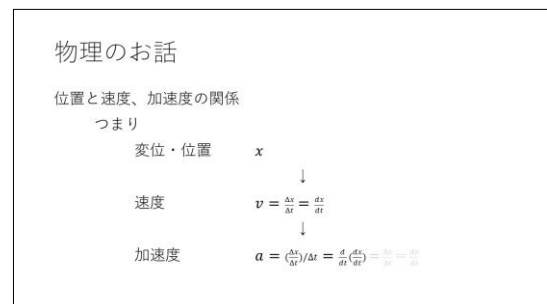 物理のお話
位置と速度、加速度の関係
つまり
変位・位置 x
↓
速度 v = Δx/Δt = dx/dt
↓
加速度 a = (Δx/Δt)/Δt = d/dt(dx/dt)